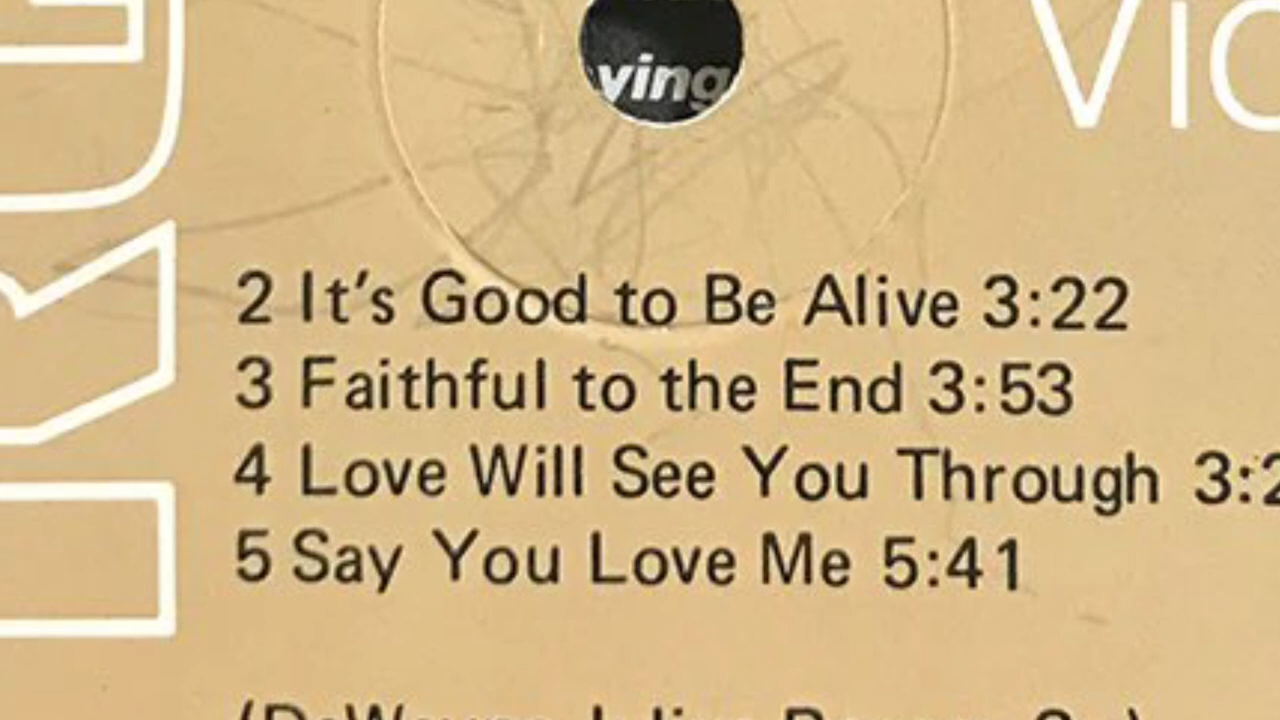 ving
2 It's Good to Be Alive 3:22
3 Faithful to the End 3:53
4 Love Will See You Through
5 Say You Love Me 5:41